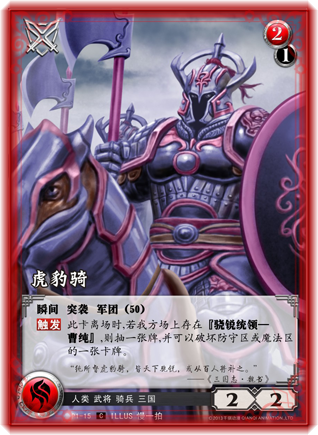 2
1
虎豹骑
瞬间 突袭 军团（50）
触发 此卡离场时,若我方场上存在『骁锐统领—
曹纯』,则抽一张牌,并可以破坏防守区或魔法区
的一张卡牌。
“纯所督虎豹骑，皆天下骁锐，或从百人将补之。”
——《三国志·魏书》
人类 武将 骑兵 三国
2 2
C ILLUS